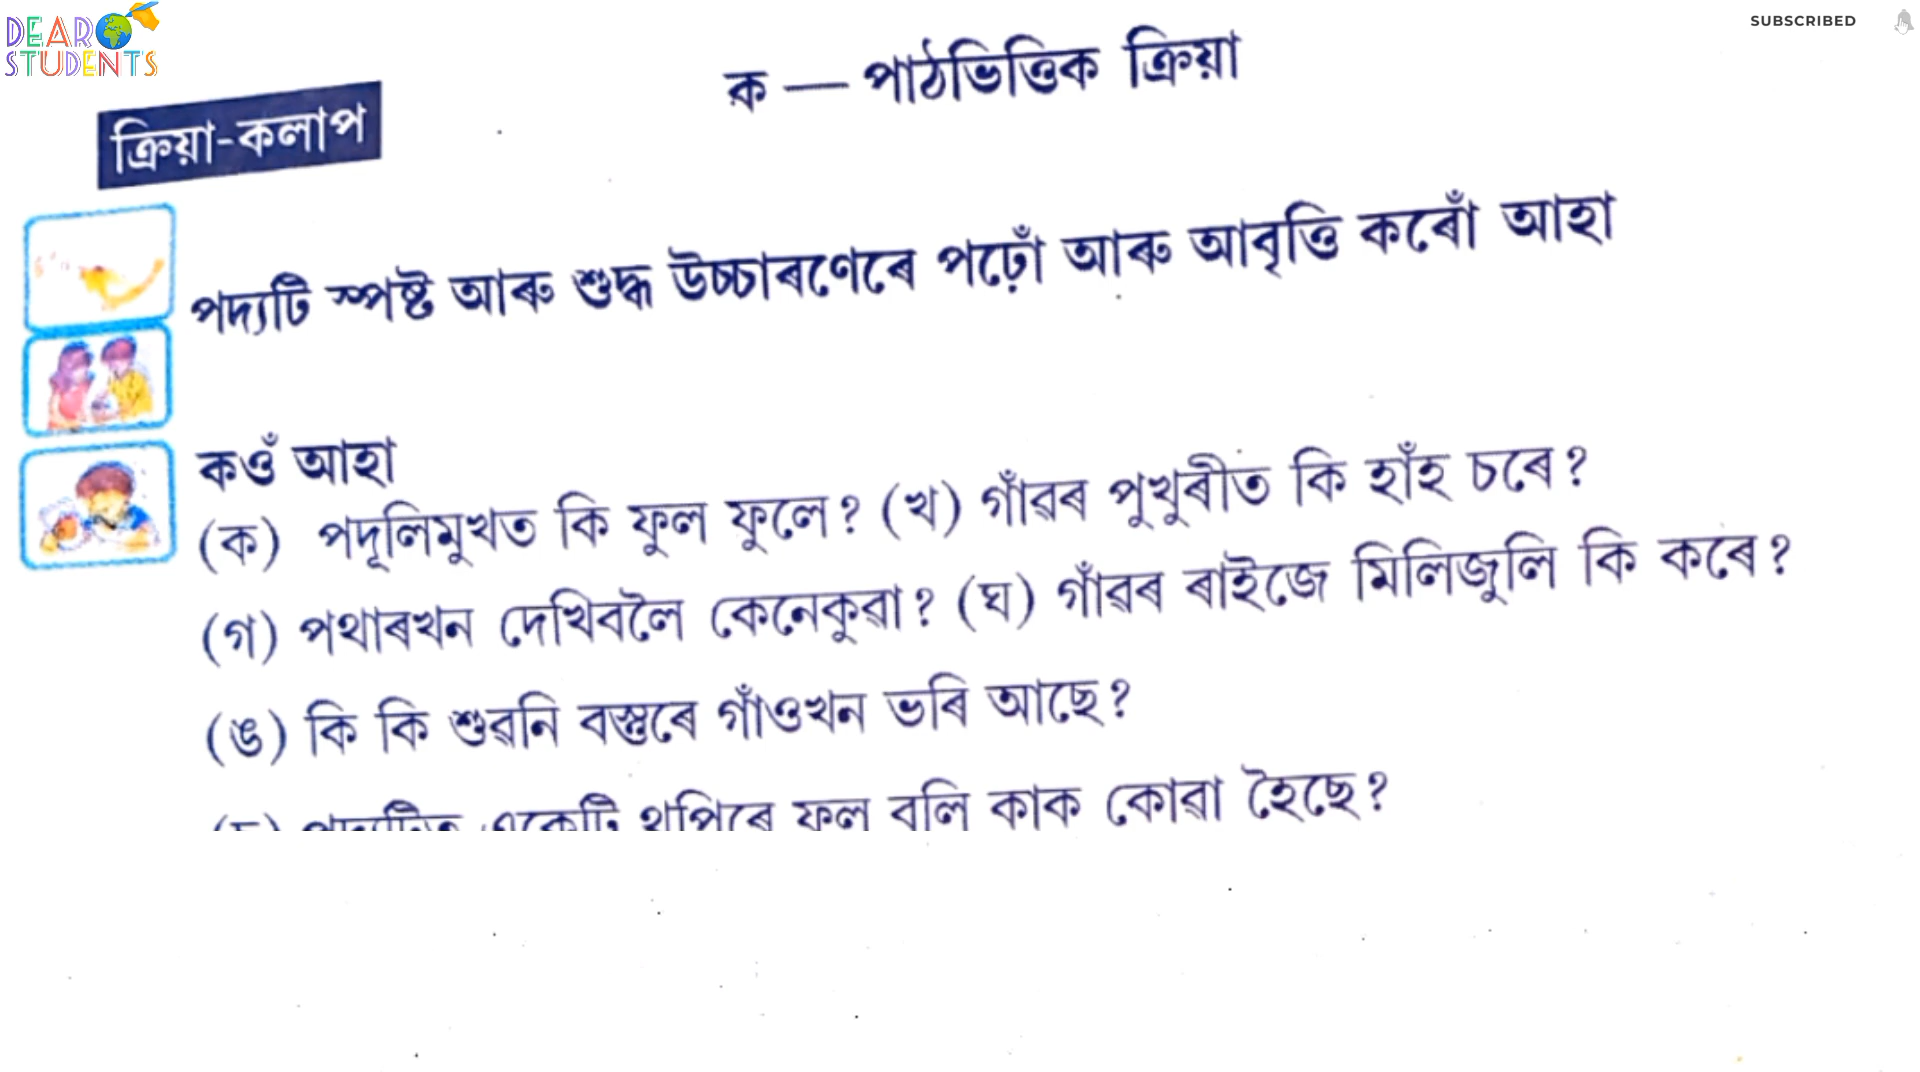 DEAR STUDENTS
SUBSCRIBED
ক — পাঠভিত্তিক ক্ৰিয়া
ক্ৰিয়া-কলাপ
পদ্যটি স্পষ্ট আৰু শুদ্ধ উচ্চাৰণেৰে পঢ়োঁ আৰু আবৃত্তি কৰোঁ আহা
কওঁ আহা
(ক) পদূলিমুখত কি ফুল ফুলে? (খ) গাঁৱৰ পুখুৰীত কি হাঁহ চৰে?
(গ) পথাৰখন দেখিবলৈ কেনেকুৱা? (ঘ) গাঁৱৰ ৰাইজে মিলিজুলি কি কৰে?
(ঙ) কি কি শুৱনি বস্তুৰে গাঁওখন ভৰি আছে?
একেটি থুপিৰে ফুল বুলি কাক কোৱা হৈছে?